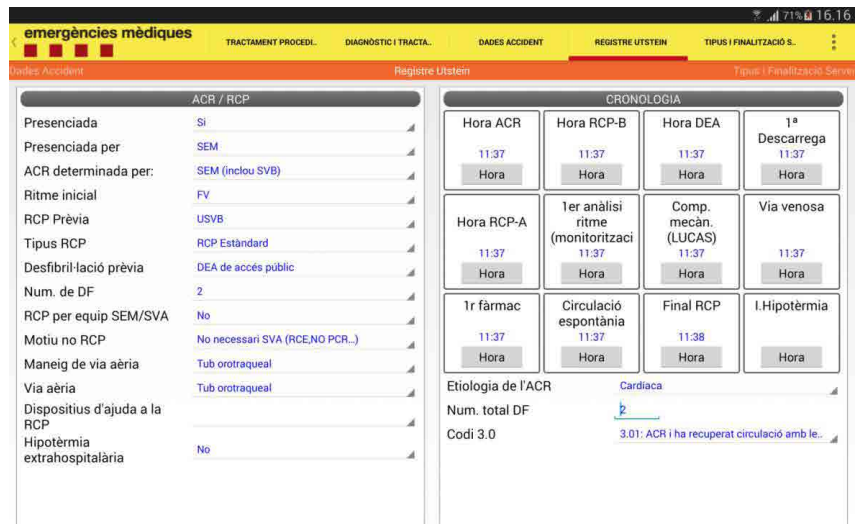 71% 16.16
emergències mèdiques
TRACTAMENT PROCEDI.. DIAGNÒSTIC I TRACTA.. DADES ACCIDENT REGISTRE UTSTEIN TIPUS I FINALITZACIÓ S..
Dades Accident Registre Utstein Tipus i Finalització Servei
ACR / RCP
Presenciada Si
Presenciada per SEM
ACR determinada per: SEM (inclou SVB)
Ritme inicial FV
RCP Prèvia USVB
Tipus RCP RCP Estàndard
Desfibril·lació prèvia DEA de accés públic
Num. de DF 2
RCP per equip SEM/SVA No
Motiu no RCP No necessari SVA (RCE,NO PCR...)
Maneig de via aèria Tub orotraqueal
Via aèria Tub orotraqueal
Dispositius d'ajuda a la
RCP
Hipotèrmia
extrahospitalària No
CRONOLOGIA
Hora ACR Hora RCP-B Hora DEA 1ª
Descarrega
11:37 11:37 11:37 11:37
Hora Hora Hora Hora
Hora RCP-A 1er anàlisi
ritme
(monitoritzaci Comp.
mecàn.
(LUCAS) Via venosa
11:37 11:37 11:37 11:37
Hora Hora Hora Hora
1r fàrmac Circulació
espontània Final RCP I.Hipotèrmia
11:37 11:37 11:38
Hora Hora Hora Hora
Etiologia de l'ACR Cardíaca
Num. total DF 2
Codi 3.0 3.01: ACR i ha recuperat circulació amb le..